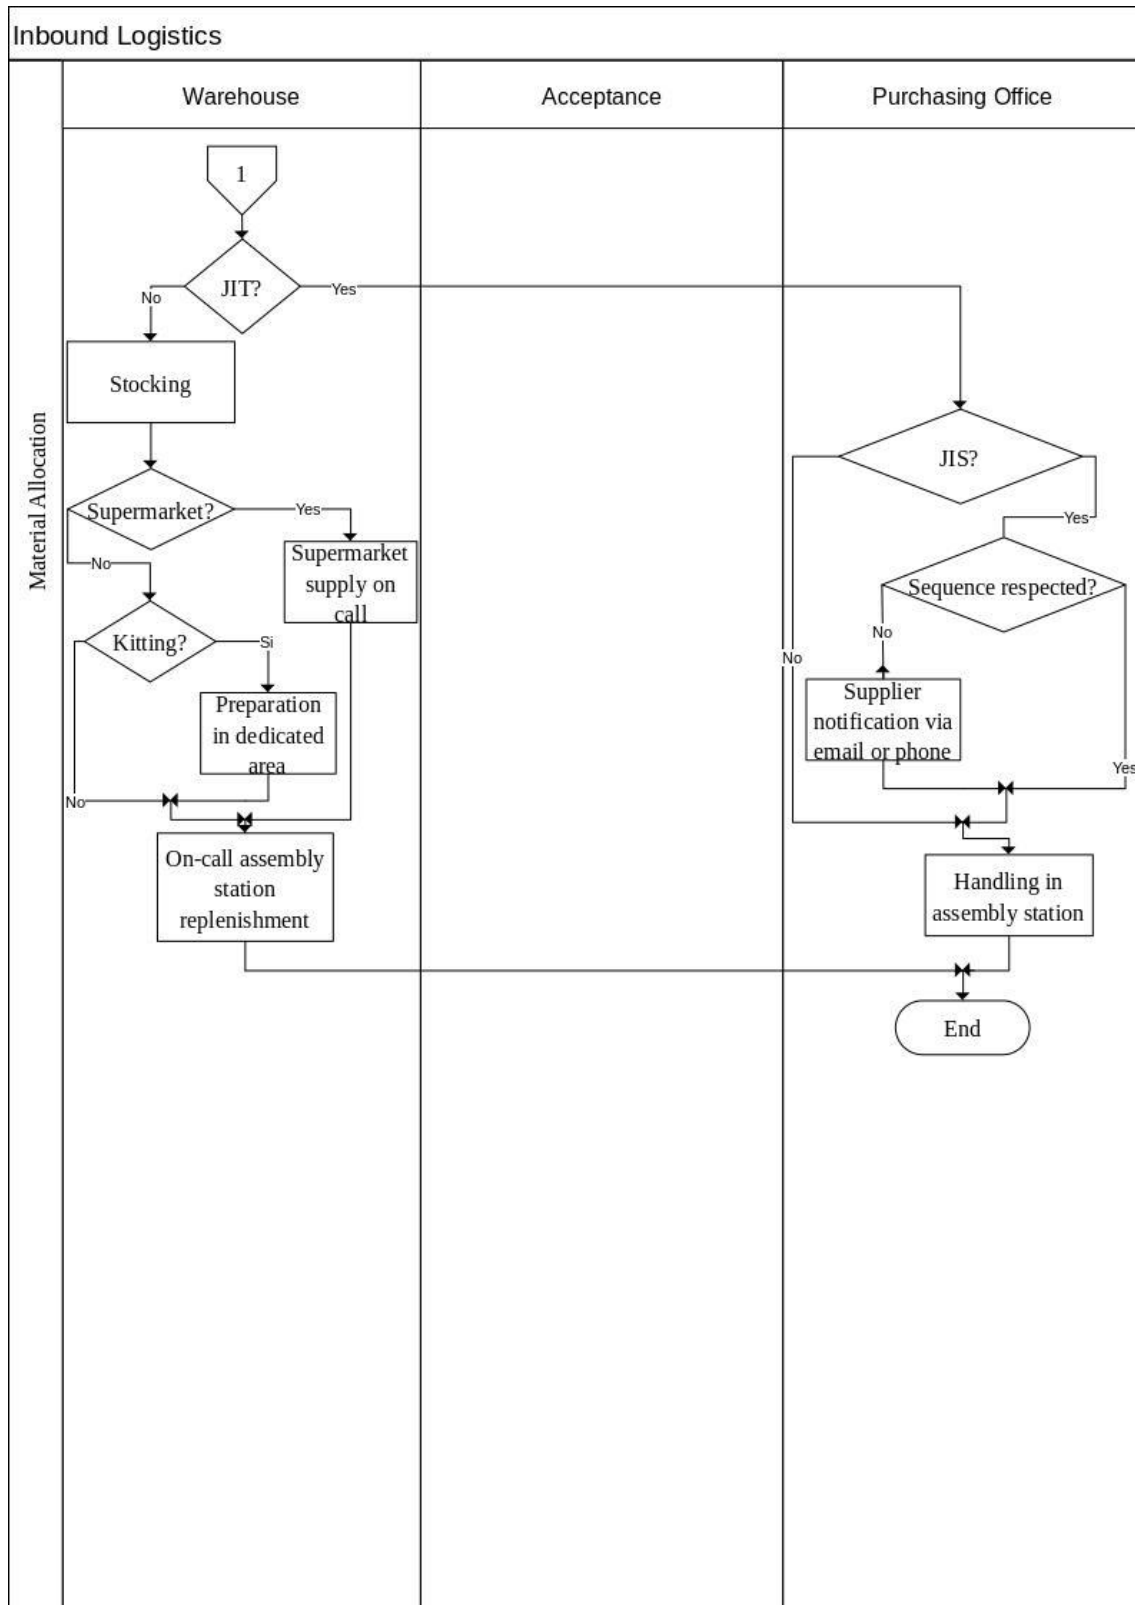 Inbound Logistics
Warehouse
Acceptance
Purchasing Office
Material Allocation
1
JIT?
No
Yes
Stocking
JIS?
Supermarket?
Yes
Yes
No
Supermarket
supply on
call
Sequence respected?
Kitting?
Si
No
No
Preparation
in dedicated
area
Supplier
notification via
email or phone
Yes
No
On-call assembly
station
replenishment
Handling in
assembly station
End